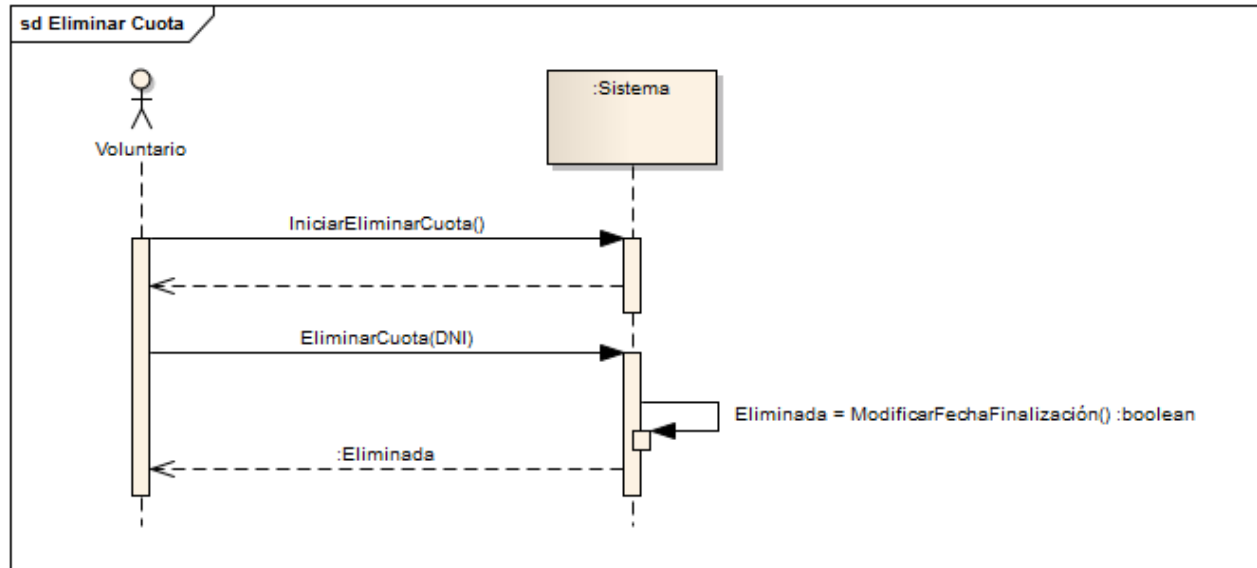 sd Eliminar Cuota
:Sistema
Voluntario
IniciarEliminarCuota()
EliminarCuota(DNI)
Eliminada = ModificarFechaFinalización() :boolean
:Eliminada